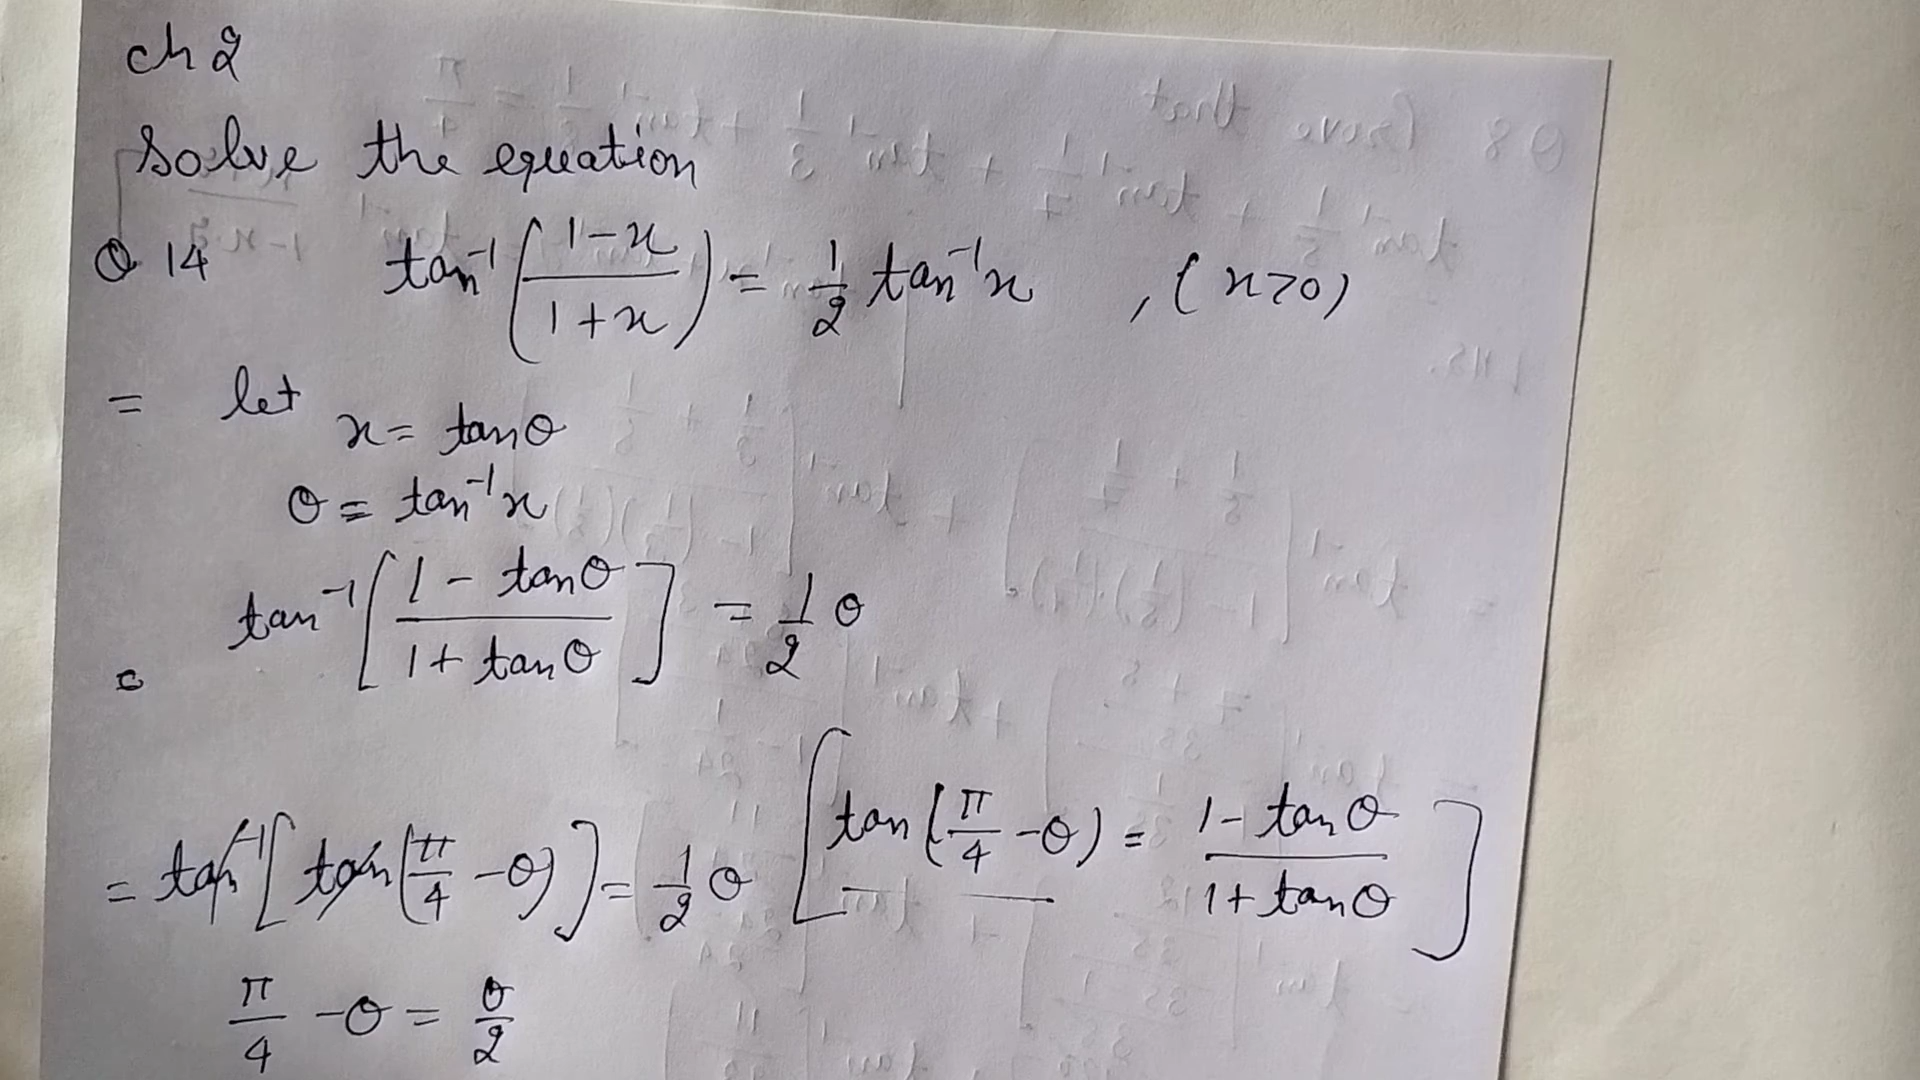 ch 2
Solve the equation
Q 14 tan⁻¹ ( (1-x)/(1+x) ) = 1/2 tan⁻¹x , (x>0)
= let x = tanθ
θ = tan⁻¹x
tan⁻¹ [ (1 - tanθ)/(1 + tanθ) ] = 1/2 θ
= tan⁻¹ [ tan (π/4 - θ) ] = 1/2 θ [ tan (π/4 - θ) = (1 - tanθ)/(1 + tanθ) ]
π/4 - θ = θ/2